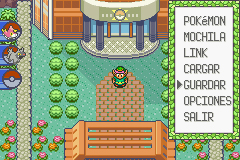 POKéMON
MOCHILA
LINK
CARGAR
GUARDAR
OPCIONES
SALIR